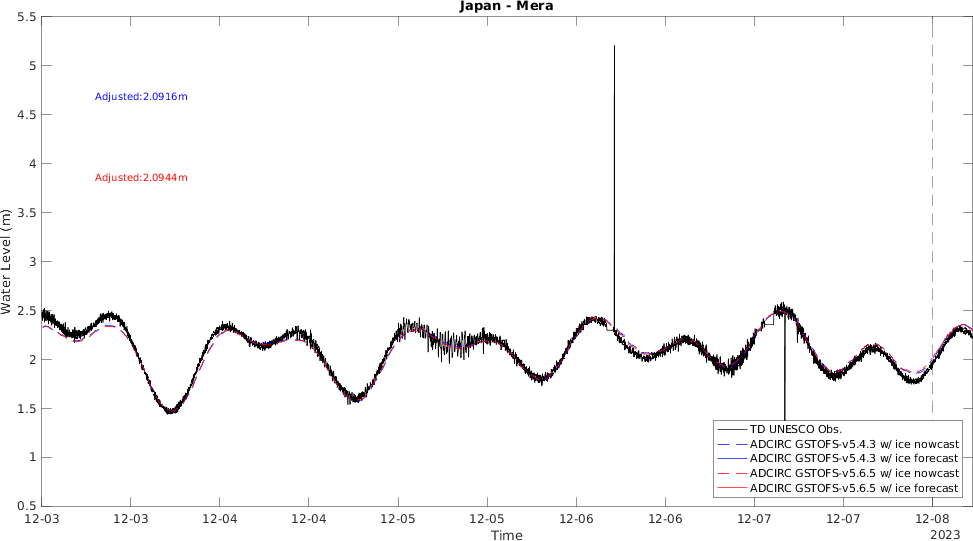 Japan - Mera
5.5
5
4.5
4
3.5
3
2.5
2
1.5
1
0.5
Water Level (m)
Adjusted:2.0916m
Adjusted:2.0944m
TD UNESCO Obs.
ADCIRC GSTOFS-v5.4.3 w/ ice nowcast
ADCIRC GSTOFS-v5.4.3 w/ ice forecast
ADCIRC GSTOFS-v5.6.5 w/ ice nowcast
ADCIRC GSTOFS-v5.6.5 w/ ice forecast
12-03 12-03 12-04 12-04 12-05 12-05 12-06 12-06 12-07 12-07 12-08
Time
2023